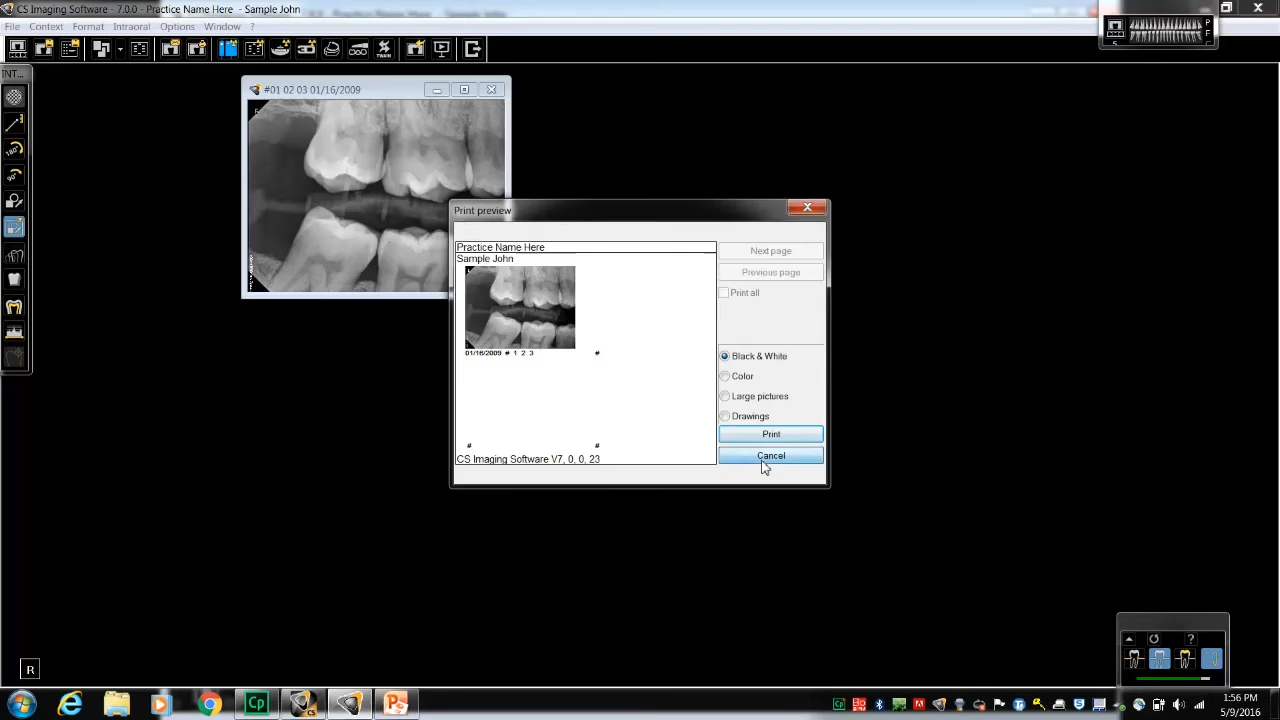 CS Imaging Software - 7.0.0 - Practice Name Here - Sample John
File Context Format Intraoral Options Window ?
INT...
#01 02 03 01/16/2009
Print preview
Practice Name Here
Sample John
01/16/2009 # 1 2 3 #
# #
CS Imaging Software V7, 0, 0, 23
Next page
Previous page
Print all
Black & White
Color
Large pictures
Drawings
Print
Cancel
R
1:56 PM
5/9/2016